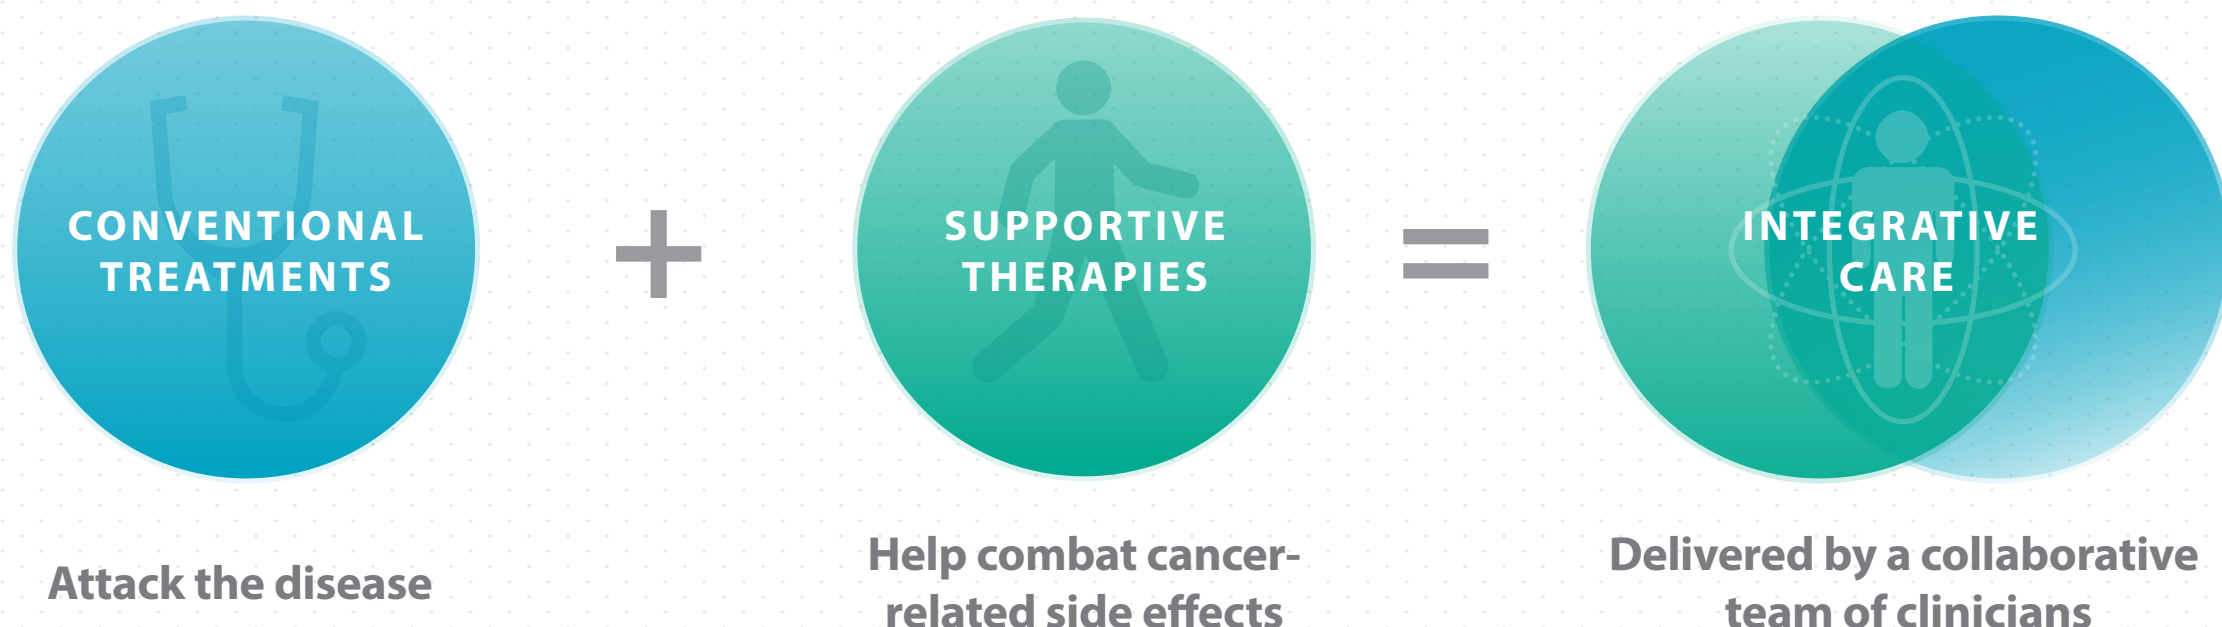 CONVENTIONAL
TREATMENTS
+
SUPPORTIVE
THERAPIES
=
INTEGRATIVE
CARE
Attack the disease
Help combat cancer-
related side effects
Delivered by a collaborative
team of clinicians